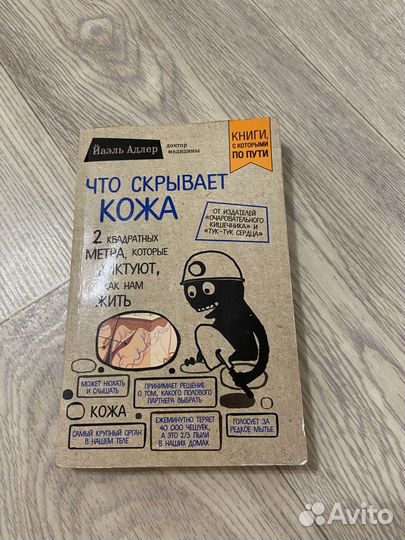 Йаэль Адлер
доктор
медицины
КНИГИ,
С КОТОРЫМИ
ПО ПУТИ
ЧТО СКРЫВАЕТ
КОЖА
ОТ ИЗДАТЕЛЕЙ
«ОЧАРОВАТЕЛЬНОГО
КИШЕЧНИКА» И
«ТУК-ТУК СЕРДЦА»
2 КВАДРАТНЫХ
МЕТРА, КОТОРЫЕ
ДИКТУЮТ,
КАК НАМ
ЖИТЬ
МОЖЕТ НЮХАТЬ
И СЛЫШАТЬ
ПРИНИМАЕТ РЕШЕНИЕ
О ТОМ, КАКОГО ПОЛОВОГО
ПАРТНЕРА ВЫБРАТЬ
КОЖА
САМЫЙ КРУПНЫЙ ОРГАН
В НАШЕМ ТЕЛЕ
ЕЖЕМИНУТНО ТЕРЯЕТ
40 000 ЧЕШУЕК,
А ЭТО 2/3 ПЫЛИ
В НАШИХ ДОМАХ
ГОЛОСУЕТ ЗА
РЕДКОЕ МЫТЬЕ
Avito